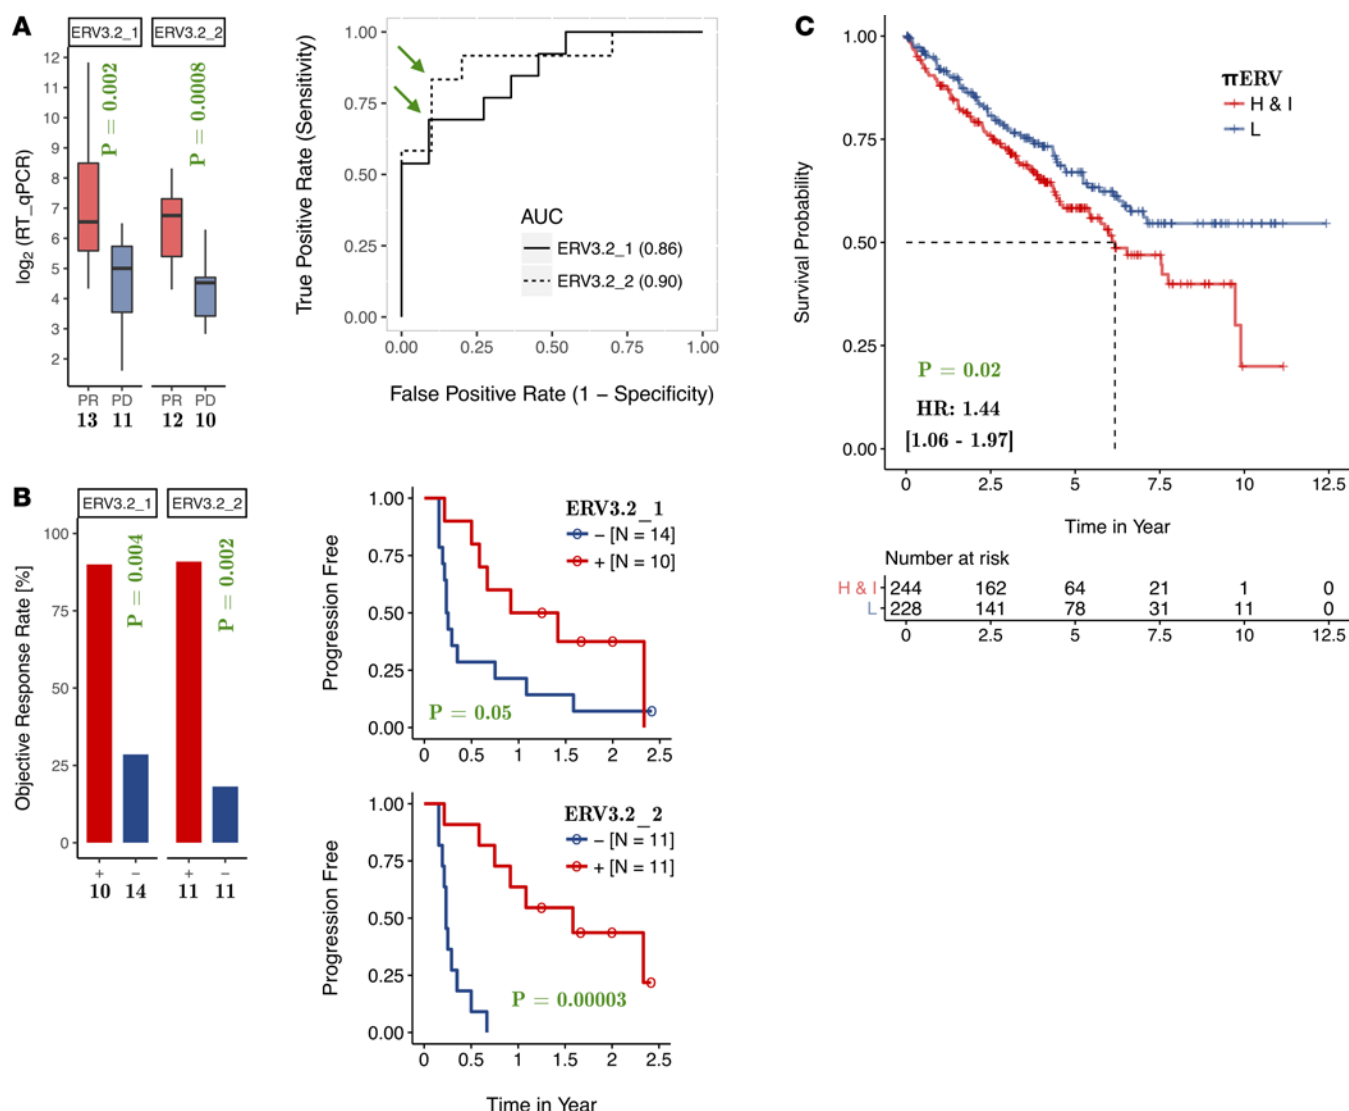 A
ERV3.2_1
ERV3.2_2
P = 0.002
P = 0.0008
log2 (RT_qPCR)
12
11
10
9
8
7
6
5
4
3
2
PR
PD
PR
PD
13
11
12
10
True Positive Rate (Sensitivity)
1.00
0.75
0.50
0.25
0.00
AUC
ERV3.2_1 (0.86)
ERV3.2_2 (0.90)
0.00
0.25
0.50
0.75
1.00
False Positive Rate (1 − Specificity)
B
ERV3.2_1
ERV3.2_2
P = 0.004
P = 0.002
Objective Response Rate [%]
100
75
50
25
0
+
−
+
−
10
14
11
11
Progression Free
1.00
0.75
0.50
0.25
0.00
ERV3.2_1
− [N = 14]
+ [N = 10]
P = 0.05
0
0.5
1
1.5
2
2.5
Progression Free
1.00
0.75
0.50
0.25
0.00
ERV3.2_2
− [N = 11]
+ [N = 11]
P = 0.00003
0
0.5
1
1.5
2
2.5
Time in Year
C
Survival Probability
1.00
0.75
0.50
0.25
0.00
πERV
H & I
L
P = 0.02
HR: 1.44
[1.06 - 1.97]
0
2.5
5
7.5
10
12.5
Time in Year
Number at risk
H & I 244 162 64 21 1 0
L 228 141 78 31 11 0
0 2.5 5 7.5 10 12.5